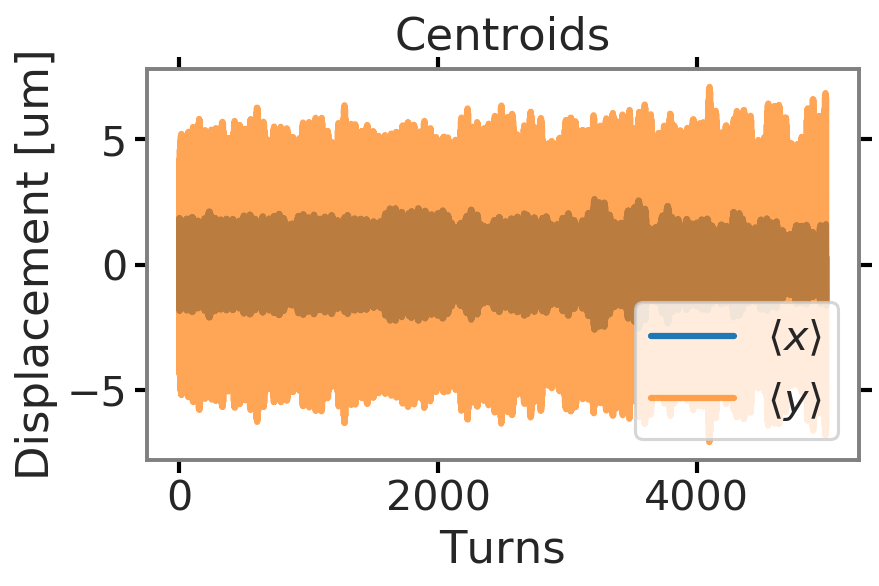 Centroids
Displacement [um]
5
0
−5
⟨x⟩
⟨y⟩
0 2000 4000
Turns